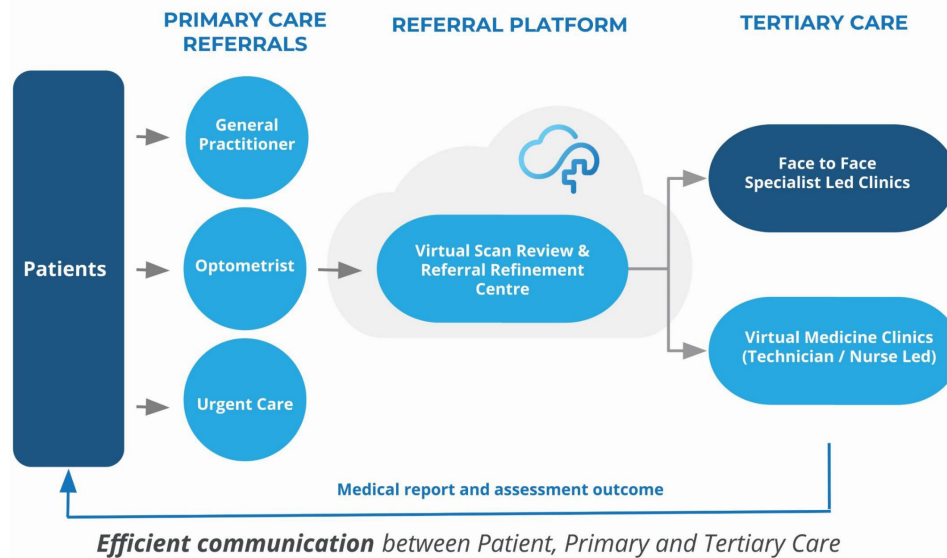 PRIMARY CARE
REFERRALS
REFERRAL PLATFORM
TERTIARY CARE
Patients
General
Practitioner
Optometrist
Urgent Care
Virtual Scan Review &
Referral Refinement
Centre
Face to Face
Specialist Led Clinics
Virtual Medicine Clinics
(Technician / Nurse Led)
Medical report and assessment outcome
Efficient communication between Patient, Primary and Tertiary Care